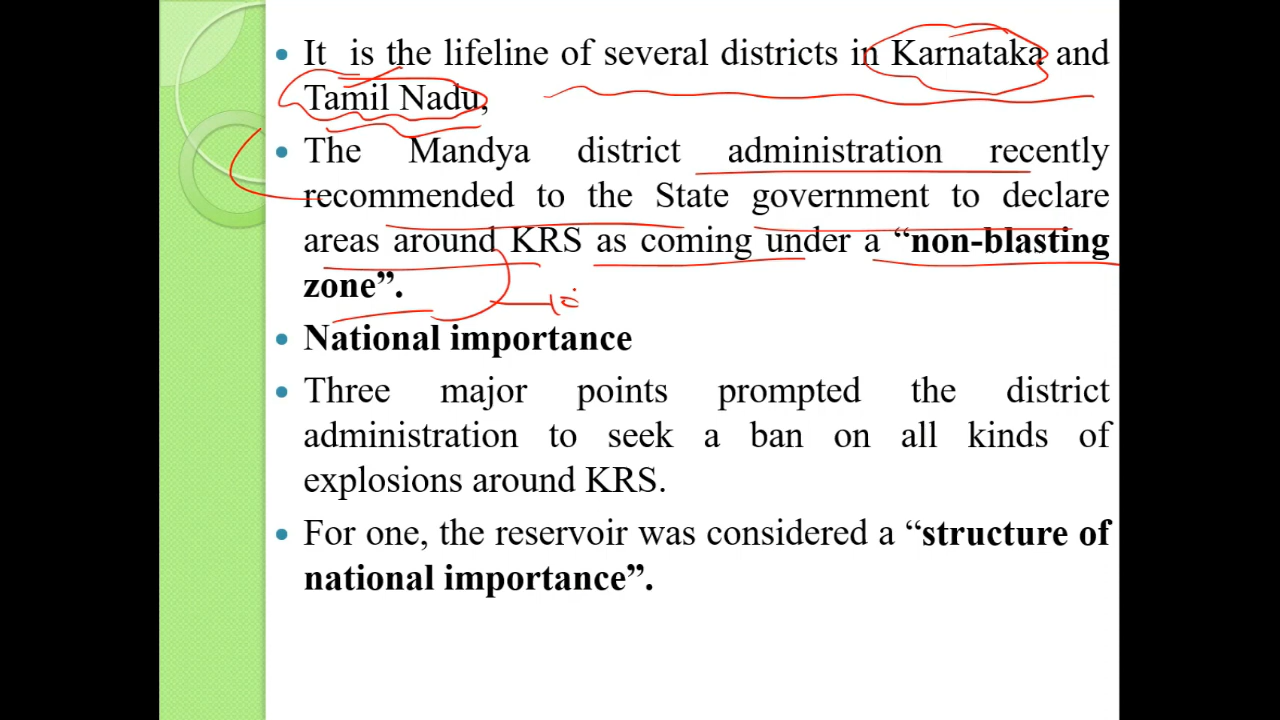 It is the lifeline of several districts in Karnataka and
Tamil Nadu,
The Mandya district administration recently
recommended to the State government to declare
areas around KRS as coming under a “non-blasting
zone”.
National importance
Three major points prompted the district
administration to seek a ban on all kinds of
explosions around KRS.
For one, the reservoir was considered a “structure of
national importance”.